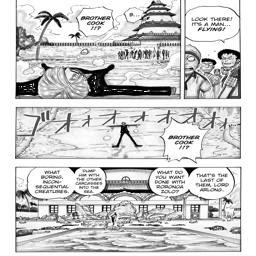 BROTHER
COOK
!!?
B...
LOOK THERE!
IT'S A MAN...
FLYING!
ブオオオオオオ
BROTHER
COOK
!!?
WHAT
BORING,
INCON-
SEQUENTIAL
CREATURES.
DUMP
HIM WITH
THE OTHER
CARCASSES
INTO THE
SEA.
WHAT DO
YOU WANT
DONE WITH
RORONOA
ZOLO?
THAT'S THE
LAST OF
THEM, LORD
ARLONG.